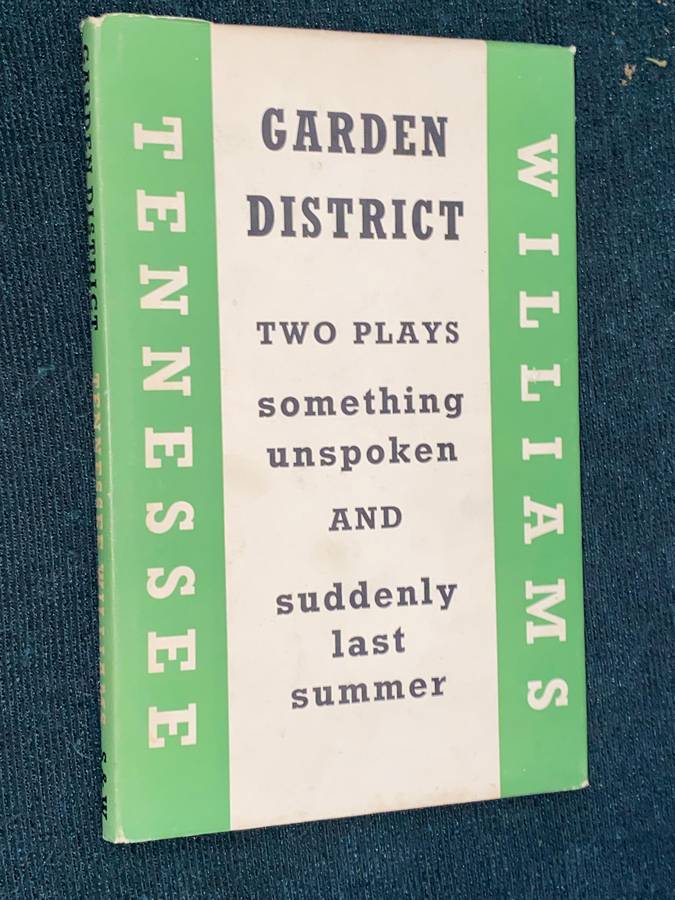 GARDEN DISTRICT TENNESSEE WILLIAMS S & W
TENNESSEE
GARDEN
DISTRICT
TWO PLAYS
something
unspoken
AND
suddenly
last
summer
WILLIAMS